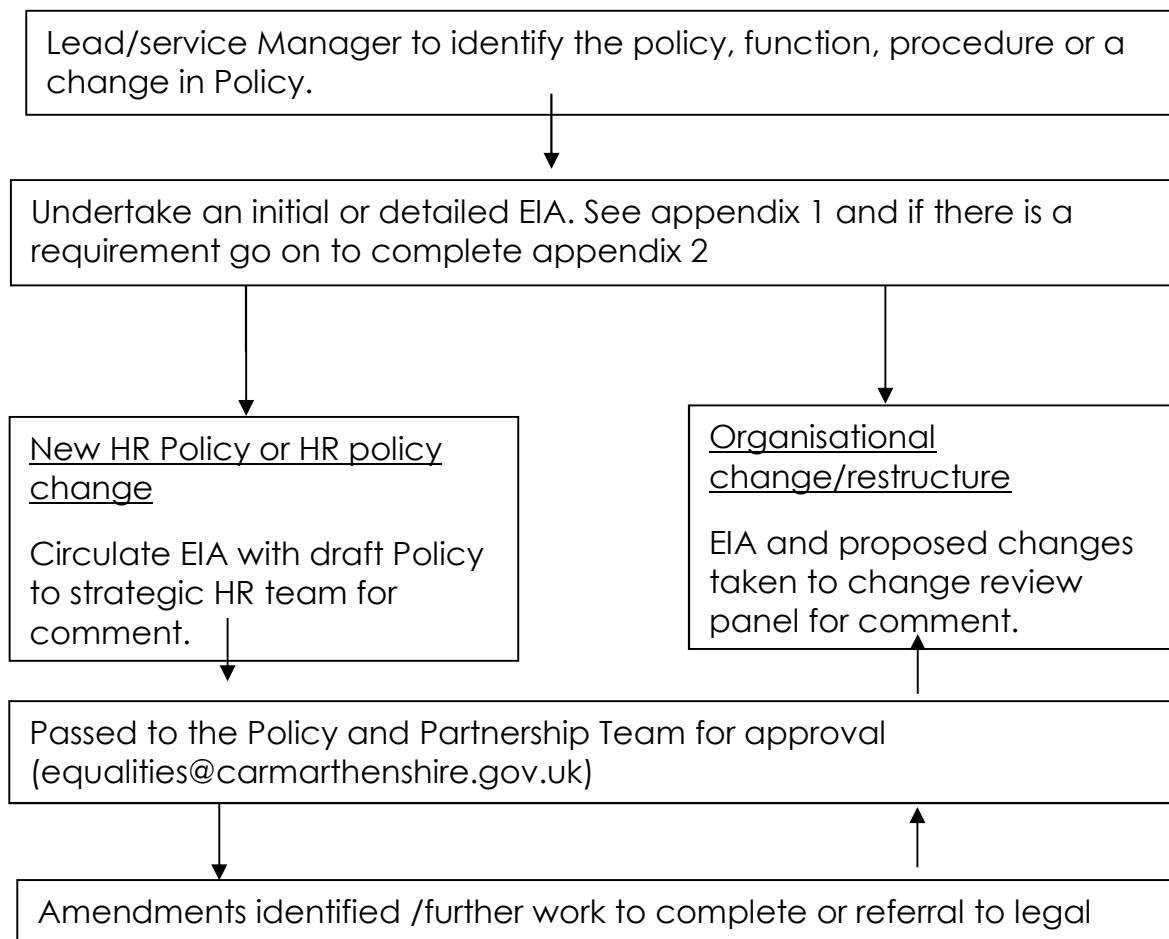 Lead/service Manager to identify the policy, function, procedure or a
change in Policy.
Undertake an initial or detailed EIA. See appendix 1 and if there is a
requirement go on to complete appendix 2
New HR Policy or HR policy
change
Circulate EIA with draft Policy
to strategic HR team for
comment.
Organisational
change/restructure
EIA and proposed changes
taken to change review
panel for comment.
Passed to the Policy and Partnership Team for approval
(equalities@carmarthenshire.gov.uk)
Amendments identified /further work to complete or referral to legal